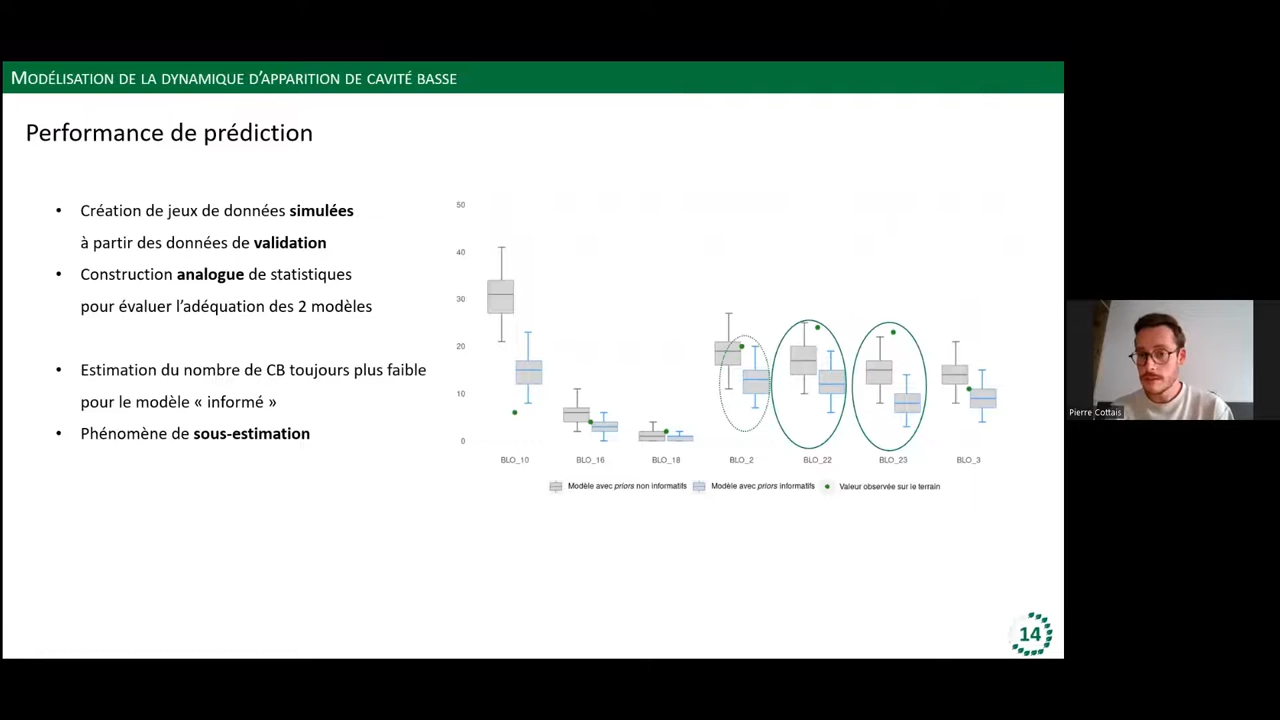 MODÉLISATION DE LA DYNAMIQUE D'APPARITION DE CAVITÉ BASSE
Performance de prédiction
• Création de jeux de données simulées
à partir des données de validation
• Construction analogue de statistiques
pour évaluer l'adéquation des 2 modèles
• Estimation du nombre de CB toujours plus faible
pour le modèle « informé »
• Phénomène de sous-estimation
50
40
30
20
10
0
BLO_10 BLO_16 BLO_18 BLO_2 BLO_22 BLO_23 BLO_3
Modèle avec priors non informatifs Modèle avec priors informatifs Valeur observée sur le terrain
Pierre Cottais
14